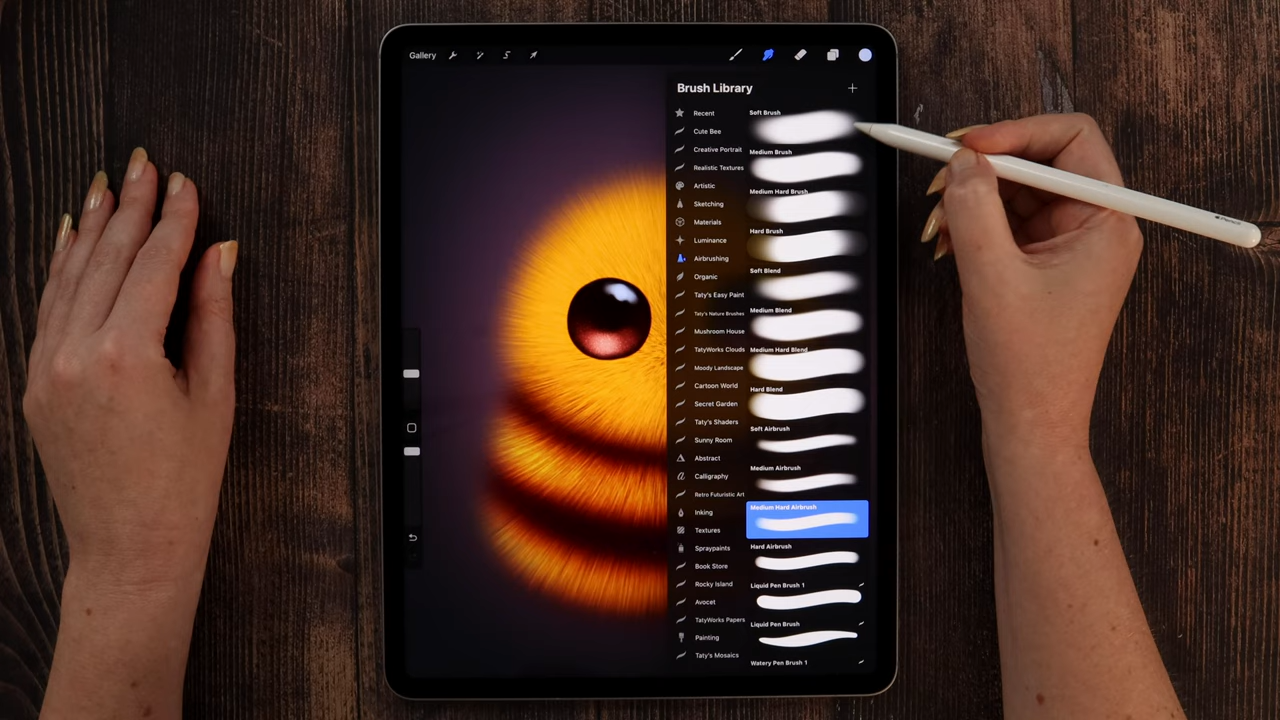 Gallery
Brush Library
Recent
Cute Bee
Creative Portrait
Realistic Textures
Artistic
Sketching
Materials
Luminance
Airbrushing
Organic
Taty's Easy Paint
Taty's Nature Brushes
Mushroom House
TatyWorks Clouds
Moody Landscape
Cartoon World
Secret Garden
Taty's Shaders
Sunny Room
Abstract
Calligraphy
Retro Futuristic Art
Inking
Textures
Spraypaints
Book Store
Rocky Island
Avocet
TatyWorks Papers
Painting
Taty's Mosaics
Soft Brush
Medium Brush
Medium Hard Brush
Hard Brush
Soft Blend
Medium Blend
Medium Hard Blend
Hard Blend
Soft Airbrush
Medium Airbrush
Medium Hard Airbrush
Hard Airbrush
Liquid Pen Brush 1
Liquid Pen Brush
Watery Pen Brush 1